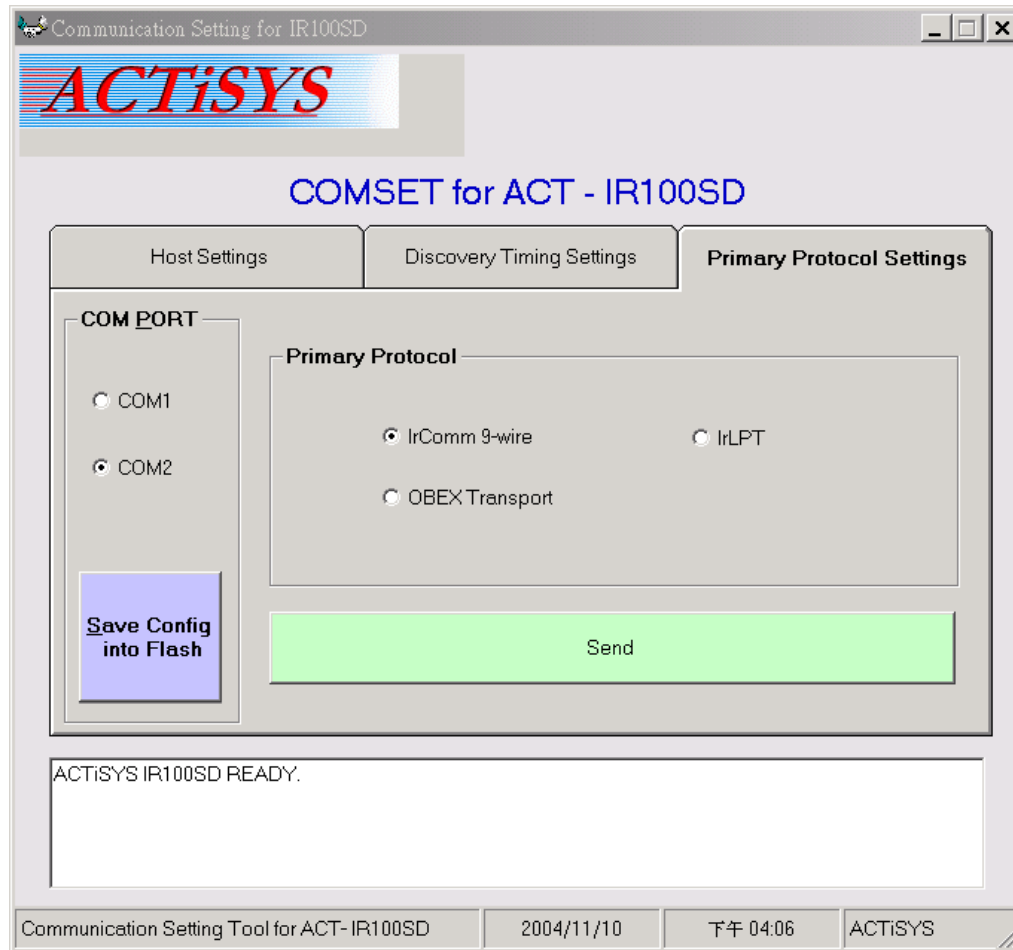 Communication Setting for IR100SD
ACTiSYS
COMSET for ACT - IR100SD
Host Settings
Discovery Timing Settings
Primary Protocol Settings
COM PORT
COM1
COM2
Save Config
into Flash
Primary Protocol
IrComm 9-wire
IrLPT
OBEX Transport
Send
ACTiSYS IR100SD READY.
Communication Setting Tool for ACT-IR100SD
2004/11/10
下午 04:06
ACTiSYS